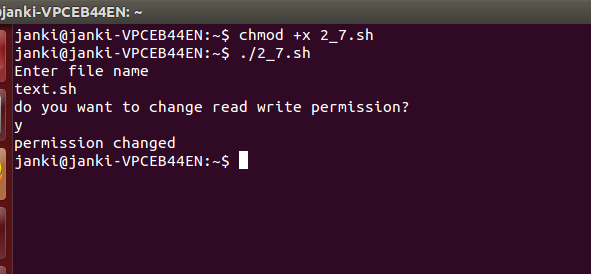 janki@janki-VPCEB44EN: ~
janki@janki-VPCEB44EN:~$ chmod +x 2_7.sh
janki@janki-VPCEB44EN:~$ ./2_7.sh
Enter file name
text.sh
do you want to change read write permission?
y
permission changed
janki@janki-VPCEB44EN:~$